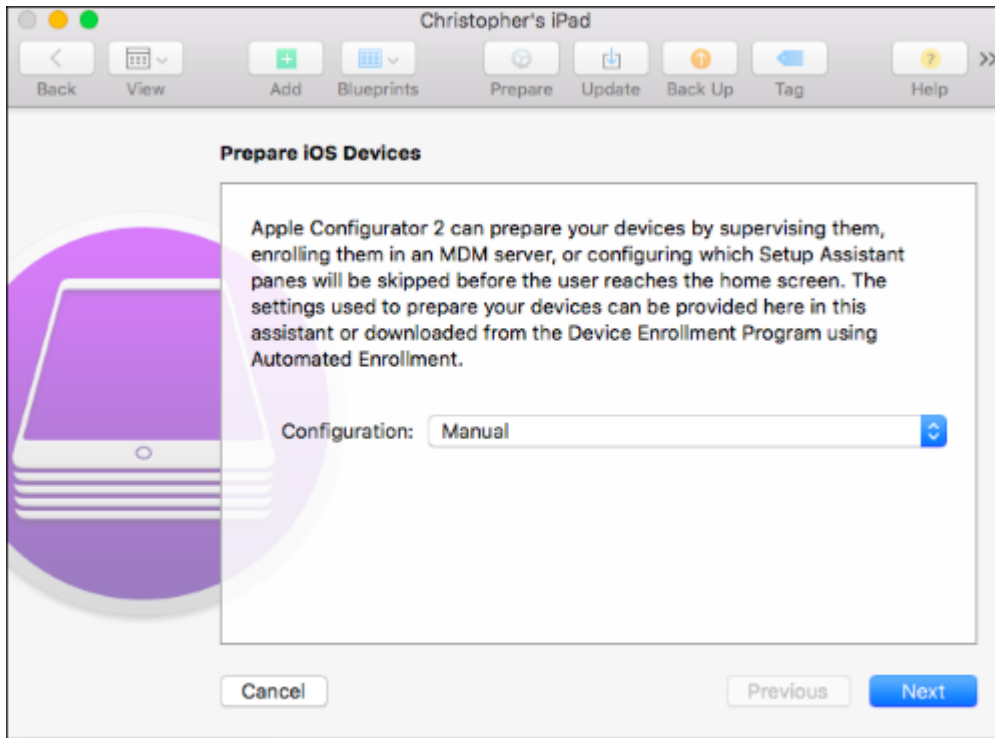 Christopher's iPad
Back View Add Blueprints Prepare Update Back Up Tag ? Help
Prepare iOS Devices
Apple Configurator 2 can prepare your devices by supervising them,
enrolling them in an MDM server, or configuring which Setup Assistant
panes will be skipped before the user reaches the home screen. The
settings used to prepare your devices can be provided here in this
assistant or downloaded from the Device Enrollment Program using
Automated Enrollment.
Configuration: Manual
Cancel Previous Next